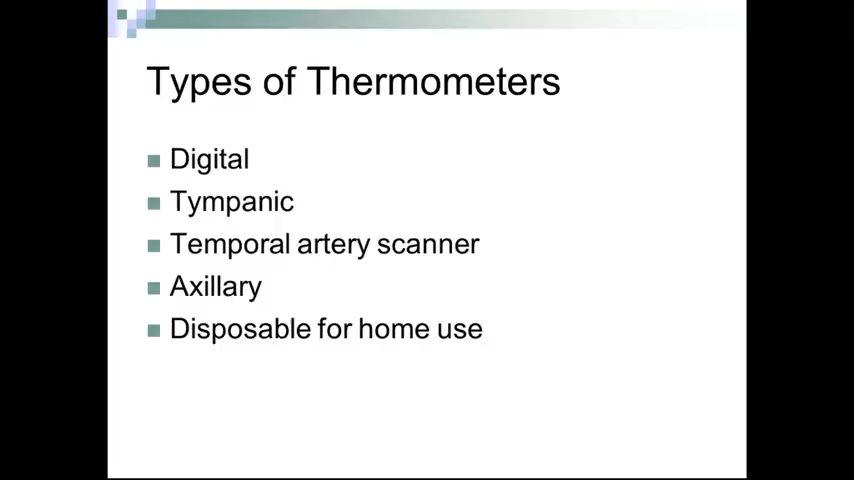 Types of Thermometers
Digital
Tympanic
Temporal artery scanner
Axillary
Disposable for home use